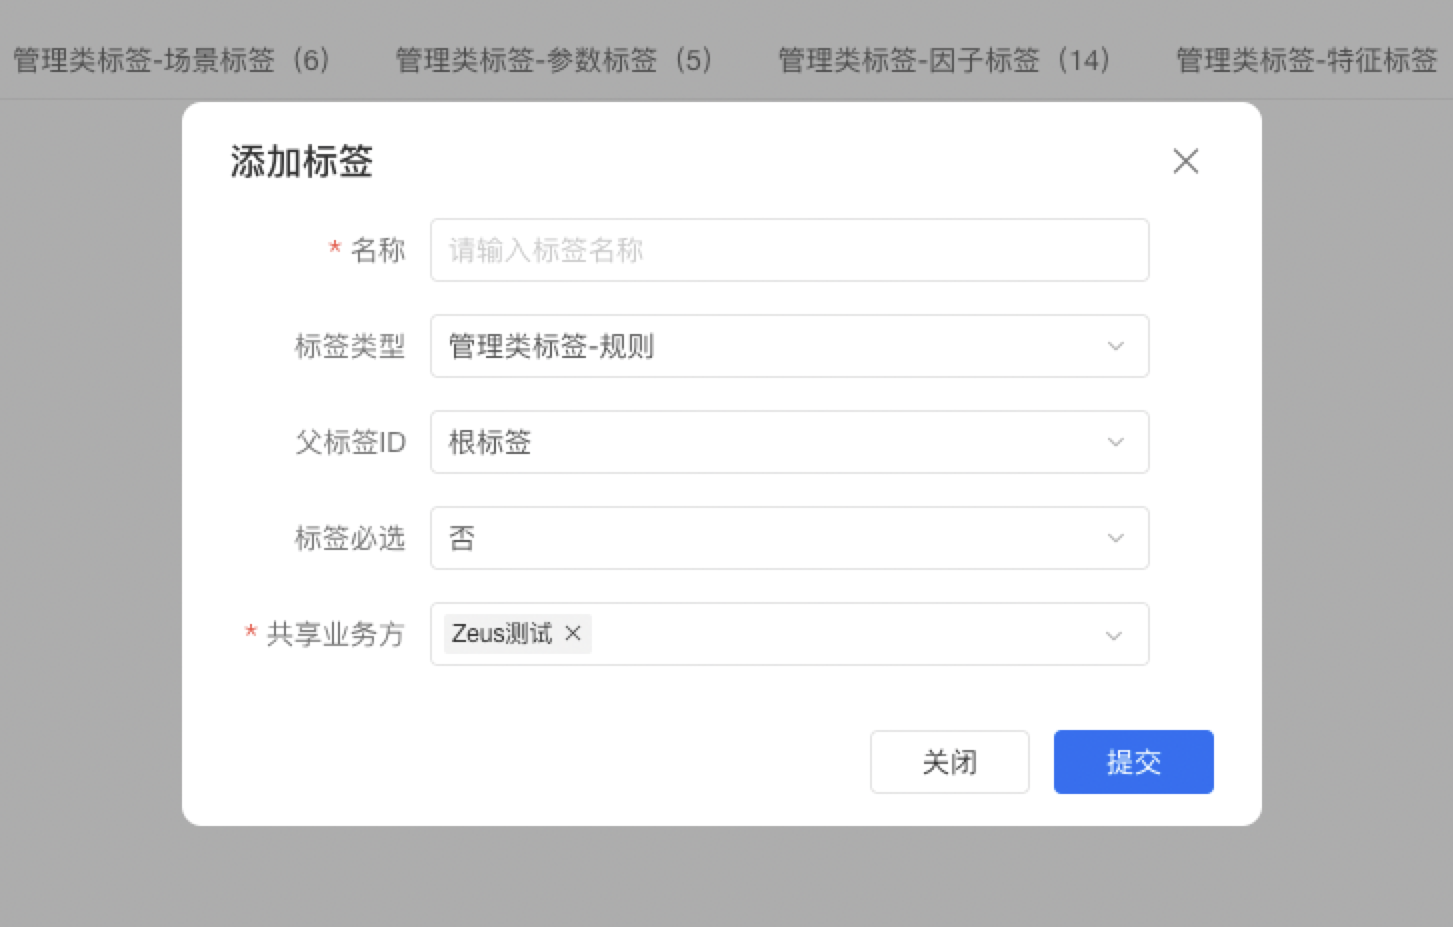 管理类标签-场景标签（6） 管理类标签-参数标签（5） 管理类标签-因子标签（14） 管理类标签-特征标签
添加标签
* 名称 请输入标签名称
标签类型 管理类标签-规则
父标签ID 根标签
标签必选 否
* 共享业务方 Zeus测试
关闭 提交